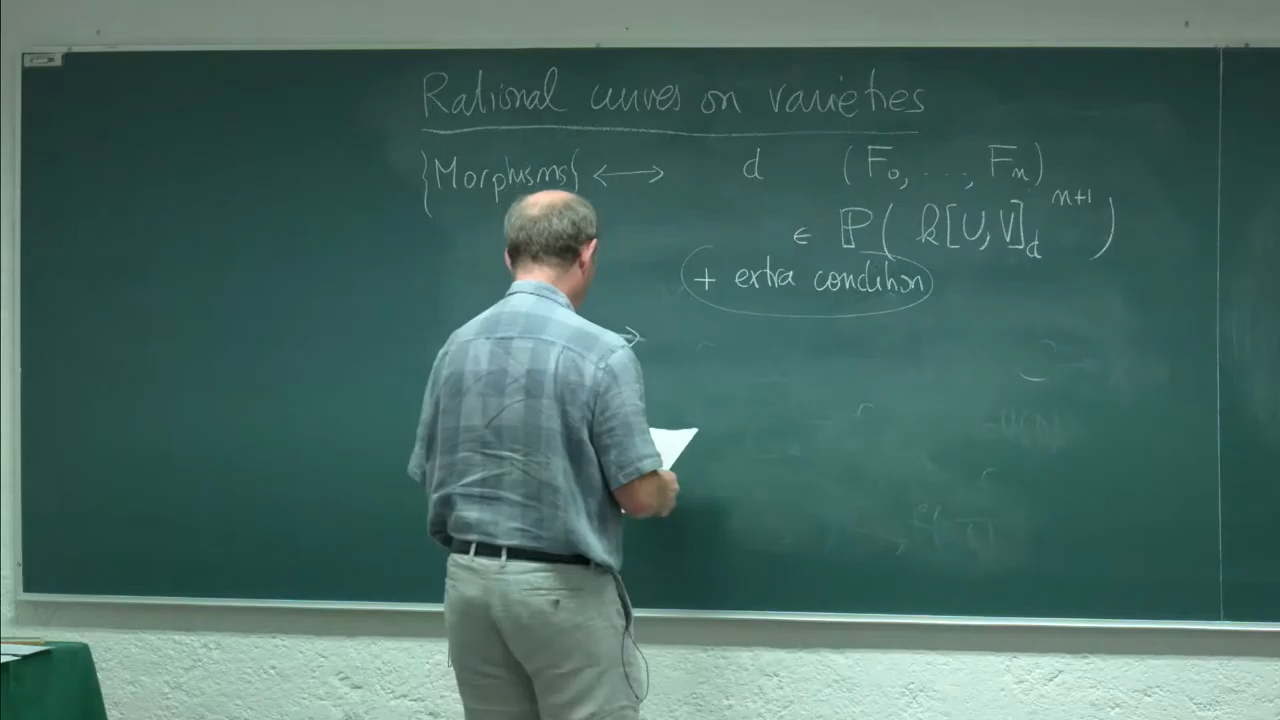 Rational curves on varieties
}Morphisms{ ↔ d (F₀, ..., Fₙ)
∈ ℙ( k[U,V]_d^{n+1} )
+ extra condition
→